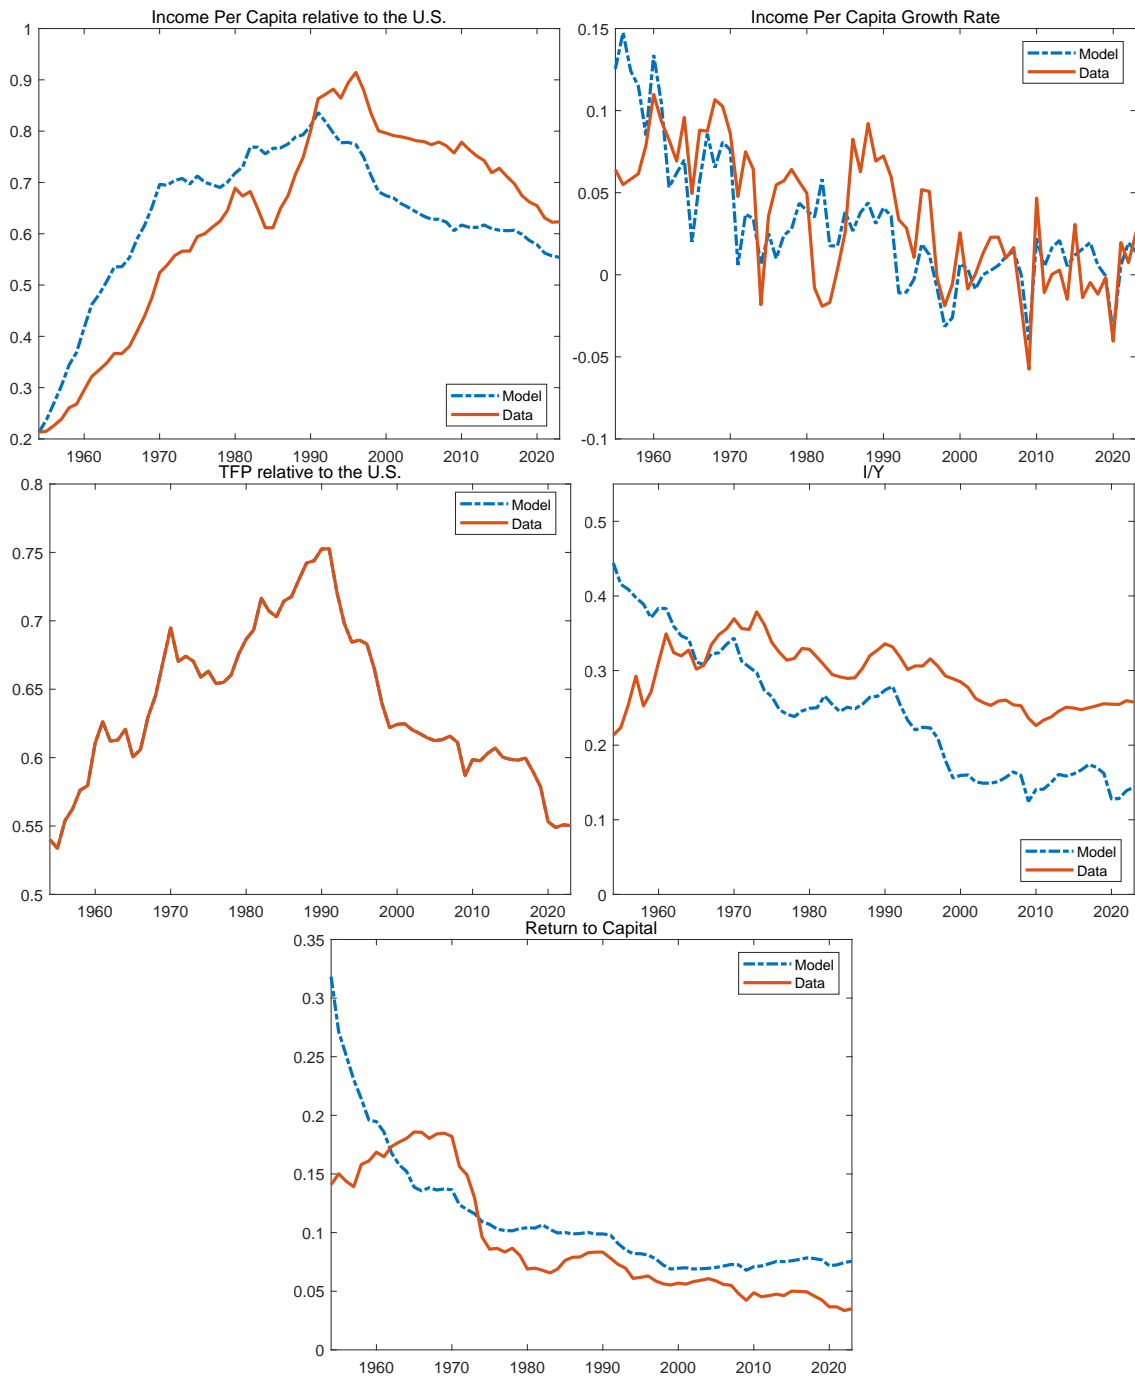 Income Per Capita relative to the U.S.
1
0.9
0.8
0.7
0.6
0.5
0.4
0.3
0.2
1960 1970 1980 1990 2000 2010 2020
Model
Data
Income Per Capita Growth Rate
0.15
0.1
0.05
0
-0.05
-0.1
1960 1970 1980 1990 2000 2010 2020
Model
Data
TFP relative to the U.S.
0.8
0.75
0.7
0.65
0.6
0.55
0.5
1960 1970 1980 1990 2000 2010 2020
Model
Data
I/Y
0.5
0.4
0.3
0.2
0.1
0
1960 1970 1980 1990 2000 2010 2020
Model
Data
Return to Capital
0.35
0.3
0.25
0.2
0.15
0.1
0.05
0
1960 1970 1980 1990 2000 2010 2020
Model
Data